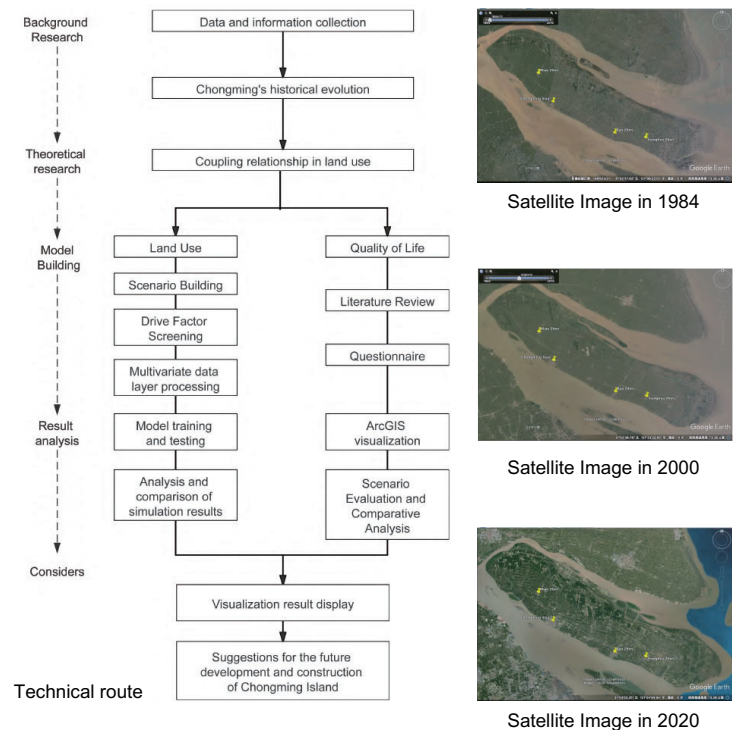 Background
Research
Theoretical
research
Model
Building
Result
analysis
Considers
Data and information collection
Chongming's historical evolution
Coupling relationship in land use
Land Use
Scenario Building
Drive Factor
Screening
Multivariate data
layer processing
Model training
and testing
Analysis and
comparison of
simulation results
Quality of Life
Literature Review
Questionnaire
ArcGIS
visualization
Scenario
Evaluation and
Comparative
Analysis
Visualization result display
Suggestions for the future
development and construction
of Chongming Island
Technical route
Google Earth
Satellite Image in 1984
Google Earth
Satellite Image in 2000
Google Earth
Satellite Image in 2020